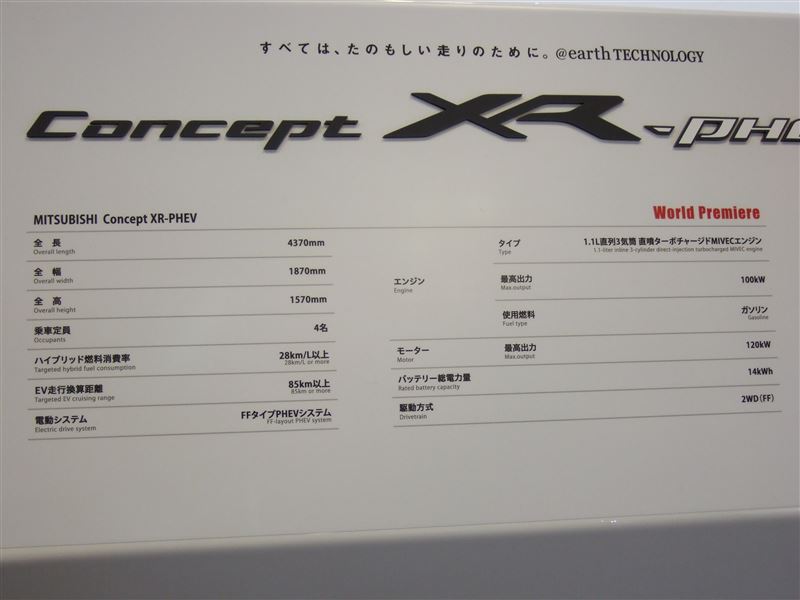 すべては、たのもしい走りのために。@earth TECHNOLOGY
Concept XR-PHE
MITSUBISHI Concept XR-PHEV
全 長 4370mm
Overall length
全 幅 1870mm
Overall width
全 高 1570mm
Overall height
乗車定員 4名
Occupants
ハイブリッド燃料消費率 28km/L以上
Targeted hybrid fuel consumption 28km/L or more
EV走行換算距離 85km以上
Targeted EV cruising range 85km or more
電動システム FFタイプPHEVシステム
Electric drive system FF-layout PHEV system
World Premiere
エンジン
Engine
タイプ 1.1L直列3気筒 直噴ターボチャージドMIVECエンジン
Type 1.1-liter inline 3-cylinder direct-injection turbocharged MIVEC engine
最高出力 100kW
Max.output
使用燃料 ガソリン
Fuel type Gasoline
モーター 最高出力 120kW
Motor Max.output
バッテリー総電力量 14kWh
Rated battery capacity
駆動方式 2WD(FF)
Drivetrain